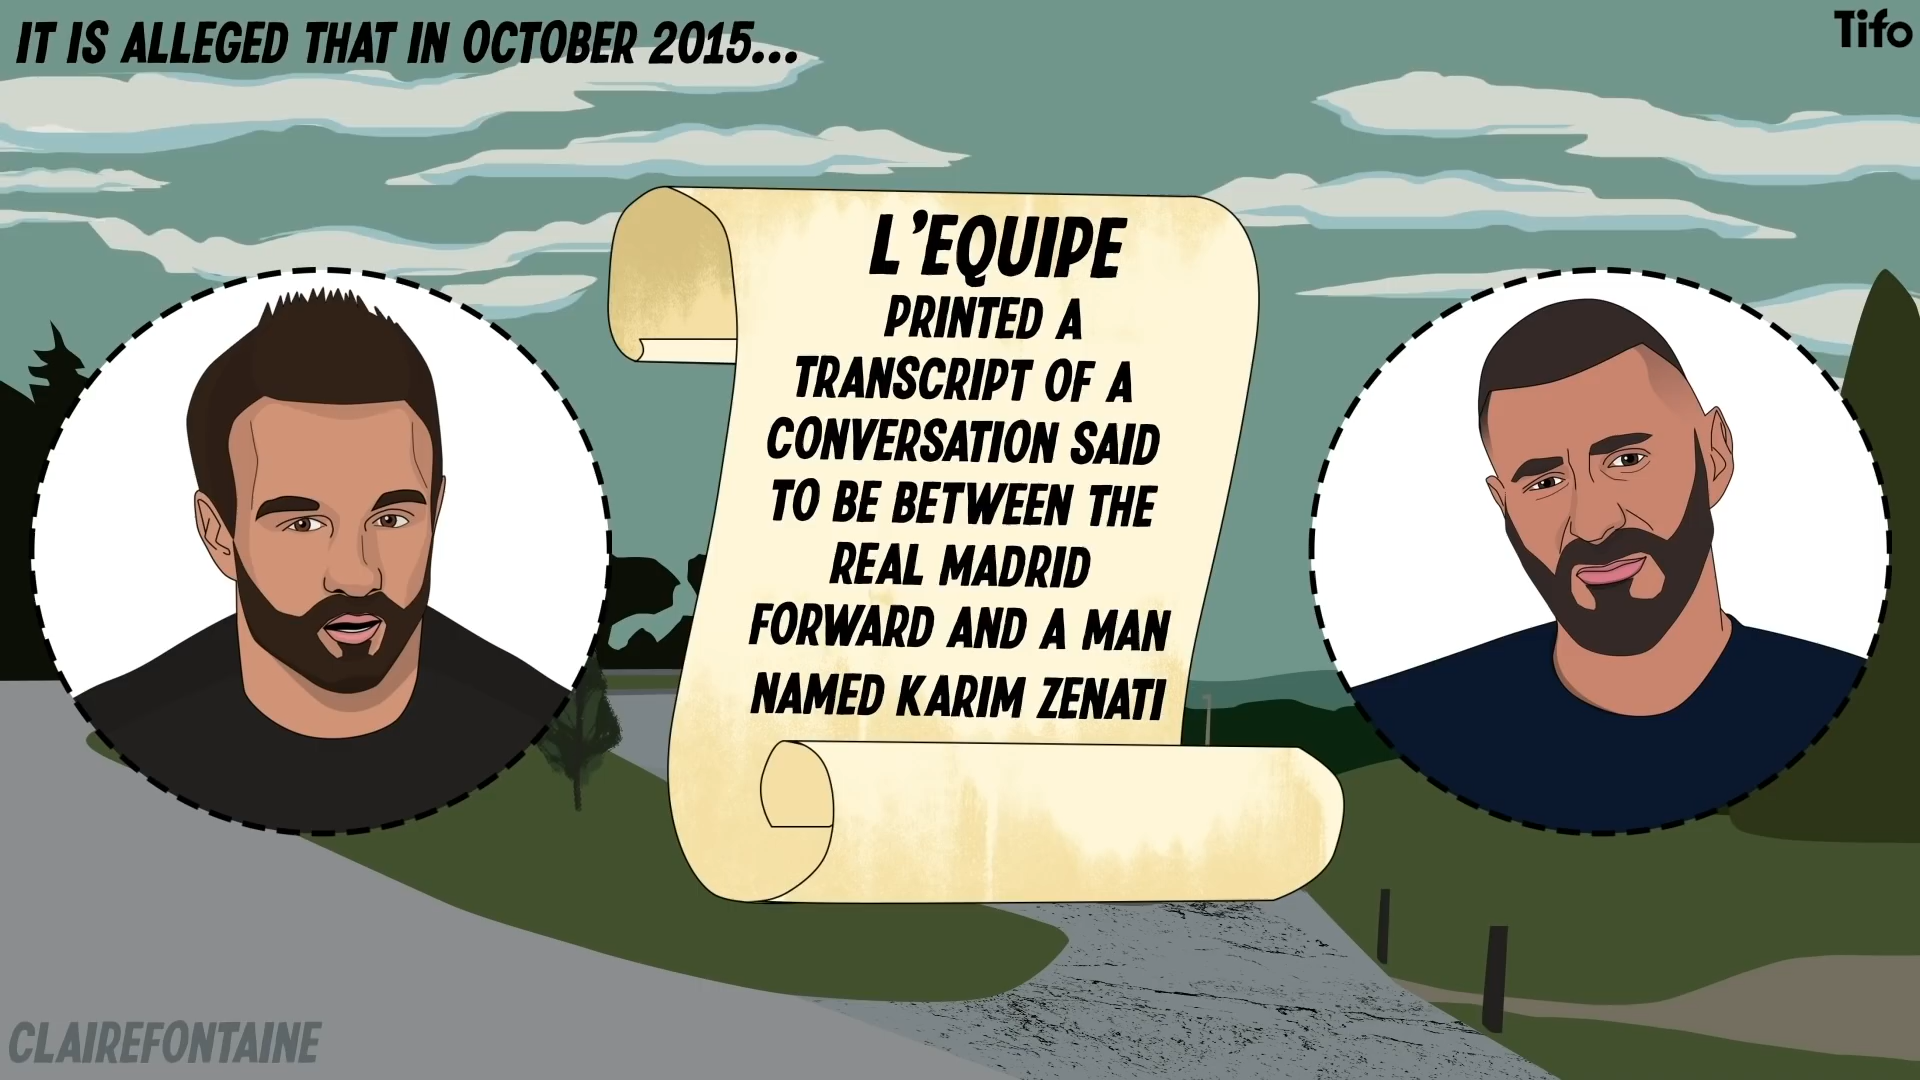 IT IS ALLEGED THAT IN OCTOBER 2015...
Tifo
L'EQUIPE
PRINTED A
TRANSCRIPT OF A
CONVERSATION SAID
TO BE BETWEEN THE
REAL MADRID
FORWARD AND A MAN
NAMED KARIM ZENATI
CLAIREFONTAINE